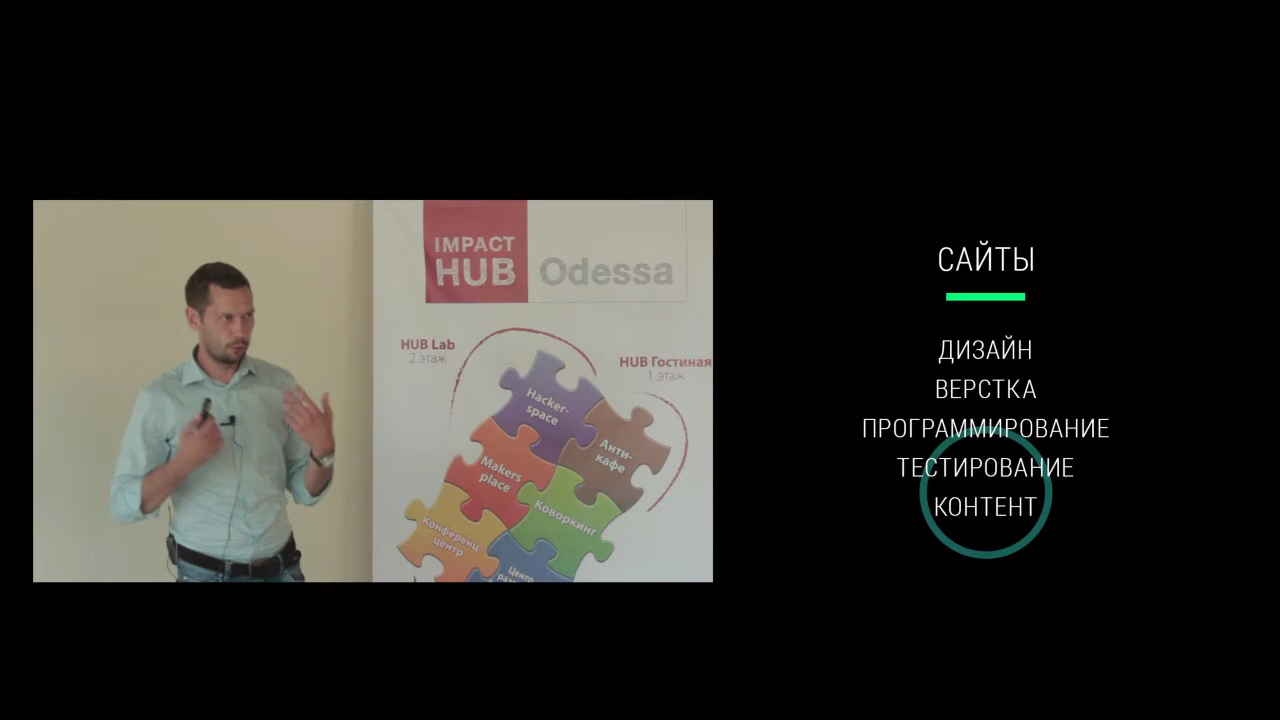 IMPACT
HUB Odessa
HUB Lab
2 этаж
HUB Гостиная
1 этаж
Hacker-
space
Анти-
кафе
Makers
place
Коворкинг
Конференц-
центр
Центр
САЙТЫ
ДИЗАЙН
ВЕРСТКА
ПРОГРАММИРОВАНИЕ
ТЕСТИРОВАНИЕ
КОНТЕНТ